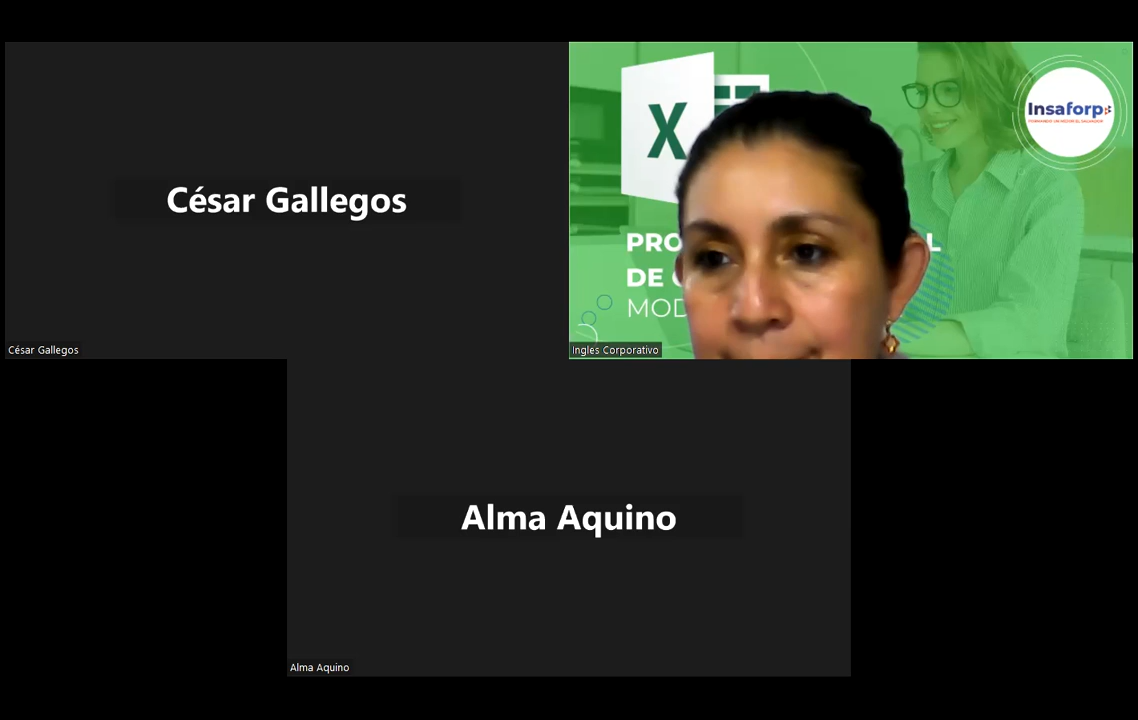 César Gallegos
César Gallegos
X
Insaforp
PRO L
DE
MOD
Ingles Corporativo
Alma Aquino
Alma Aquino